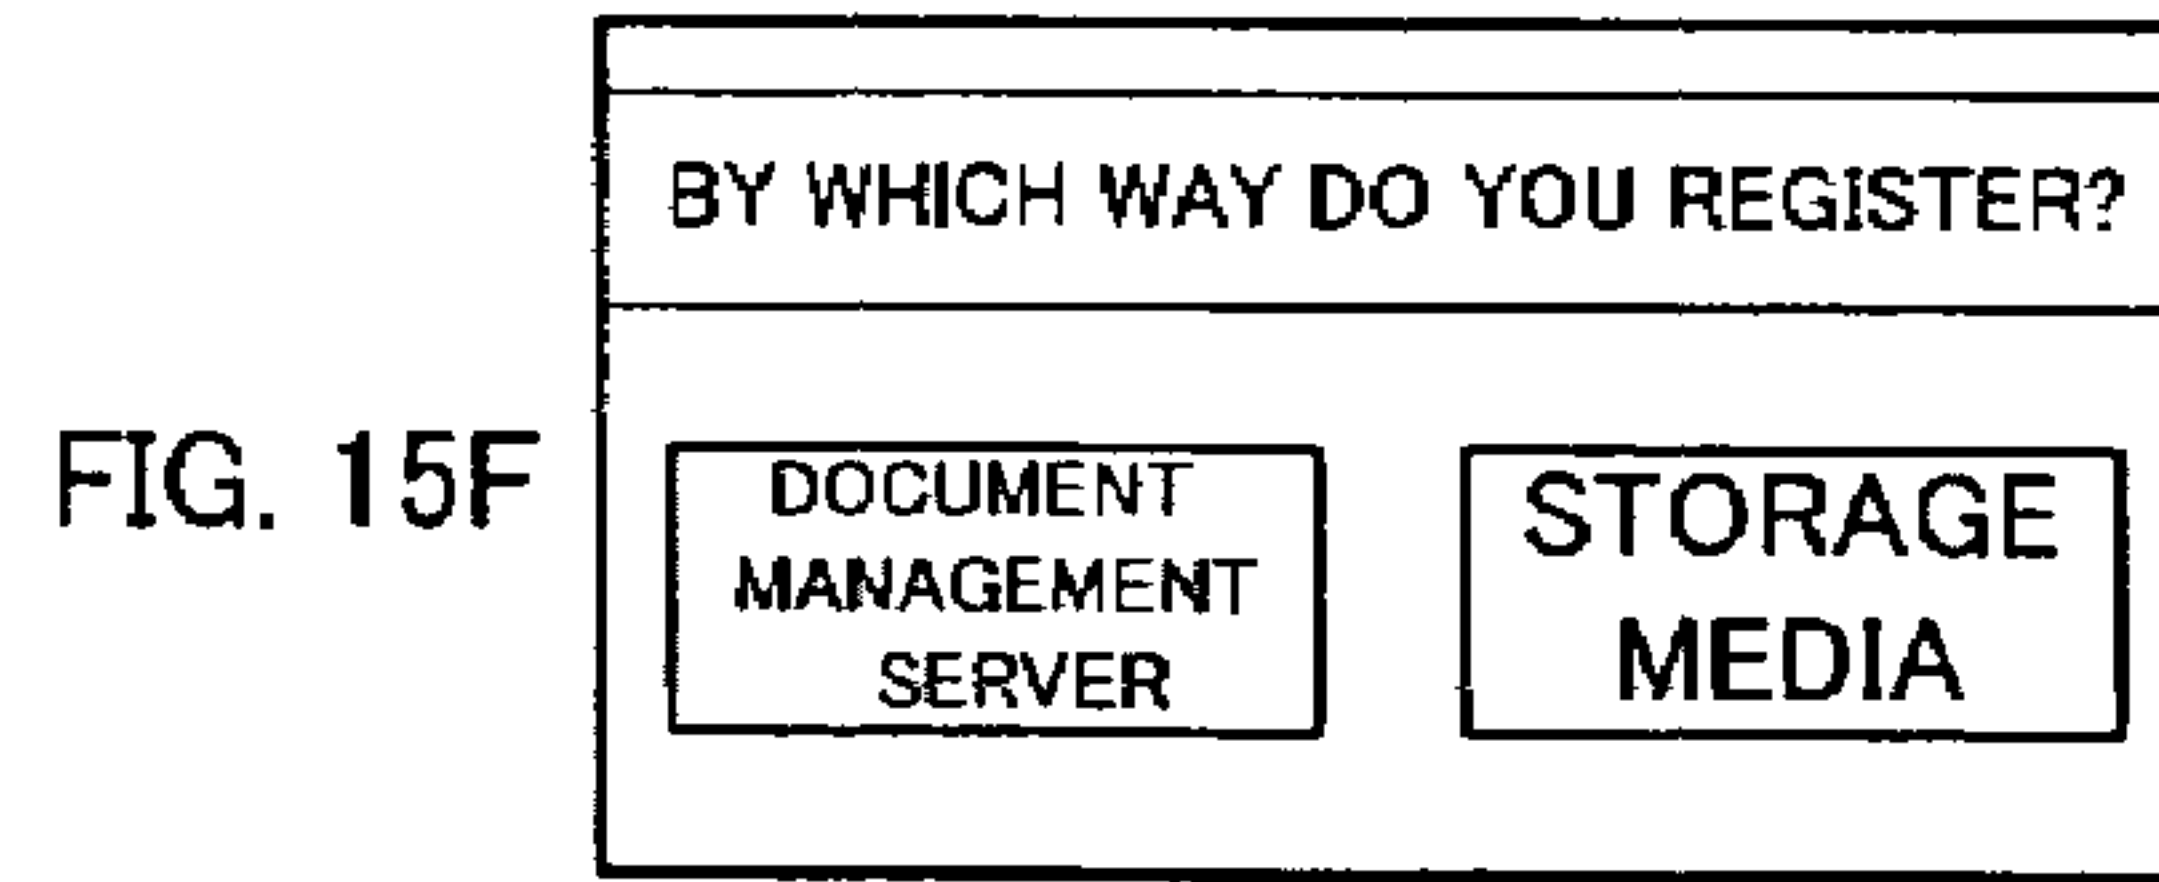 BY WHICH WAY DO YOU REGISTER?
FIG. 15F
DOCUMENT
MANAGEMENT
SERVER
STORAGE
MEDIA